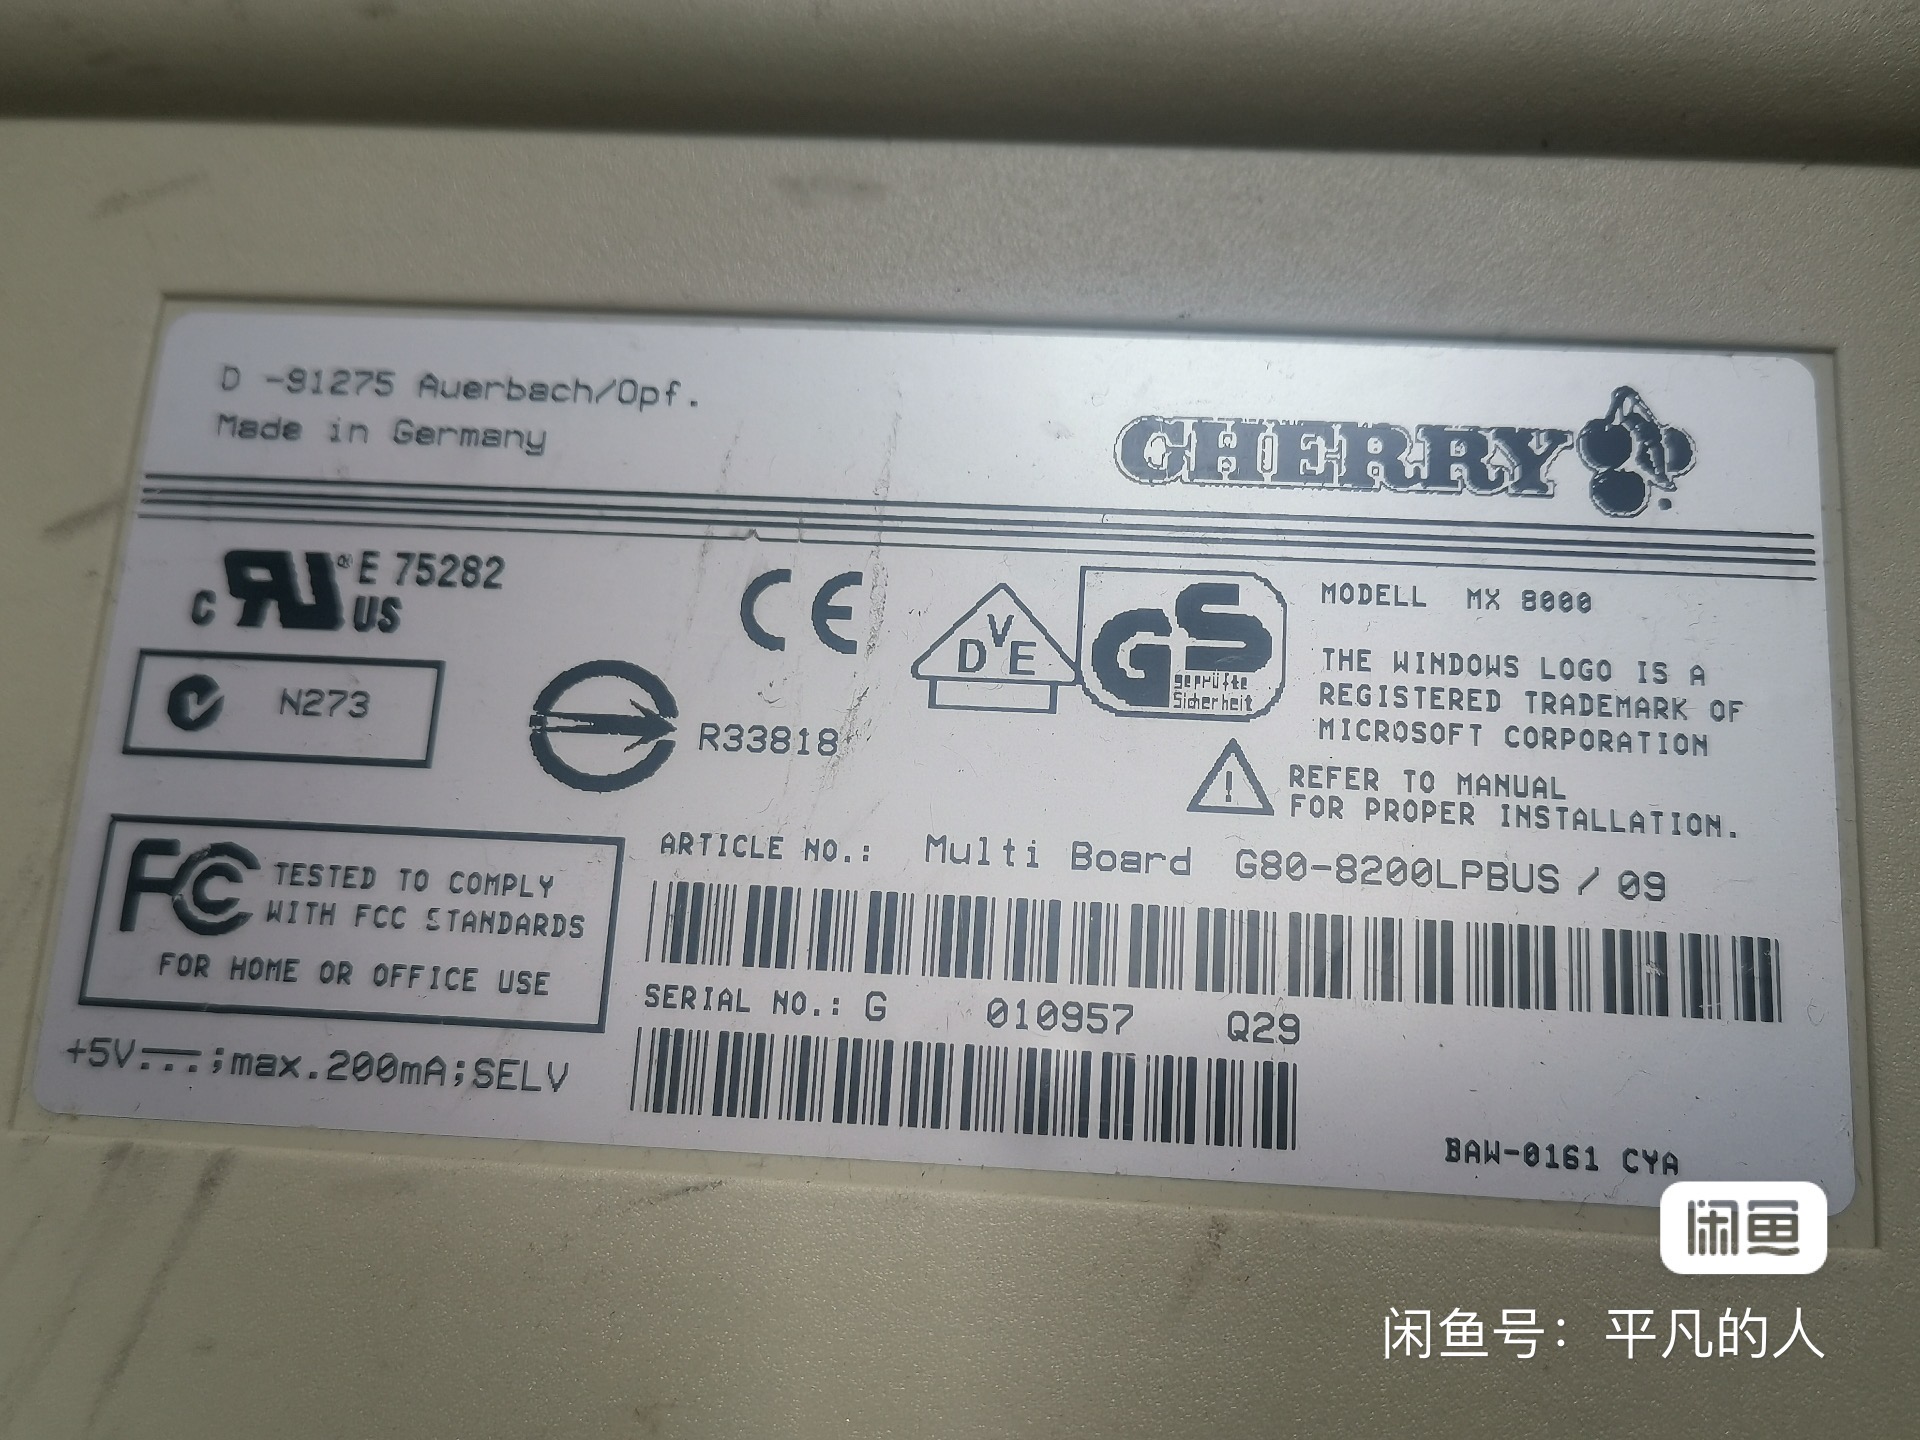 D -91275 Auerbach/Opf.
Made in Germany
CHERRY
C RU ® E 75282
US
CE
DVE
GS
geprüfte
Sicherheit
MODELL MX 8000
N273
R33818
THE WINDOWS LOGO IS A
REGISTERED TRADEMARK OF
MICROSOFT CORPORATION
! REFER TO MANUAL
FOR PROPER INSTALLATION.
FC TESTED TO COMPLY
WITH FCC STANDARDS
FOR HOME OR OFFICE USE
ARTICLE NO.: Multi Board G80-8200LPBUS / 09
SERIAL NO.: G 010957 Q29
+5V⎓;max.200mA;SELV
BAW-0161 CYA
闲鱼
闲鱼号：平凡的人